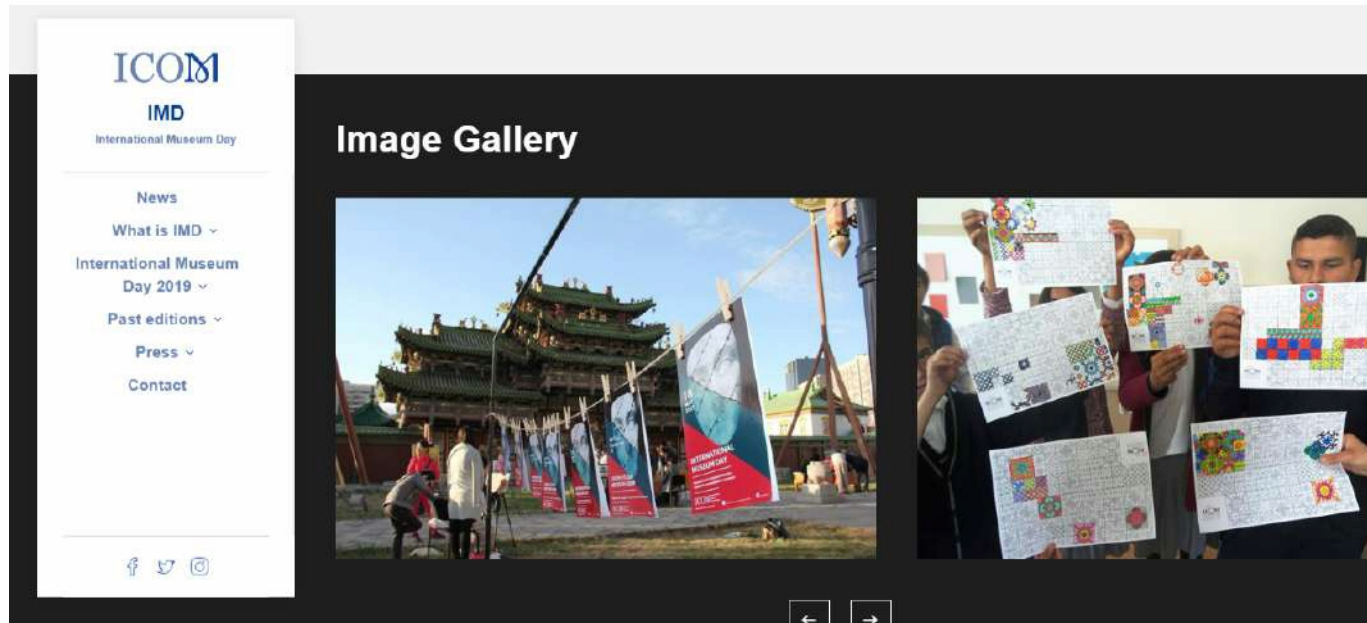 ICOM
IMD
International Museum Day
News
What is IMD
International Museum
Day 2019
Past editions
Press
Contact
Image Gallery
INTERNATIONAL
MUSEUM DAY